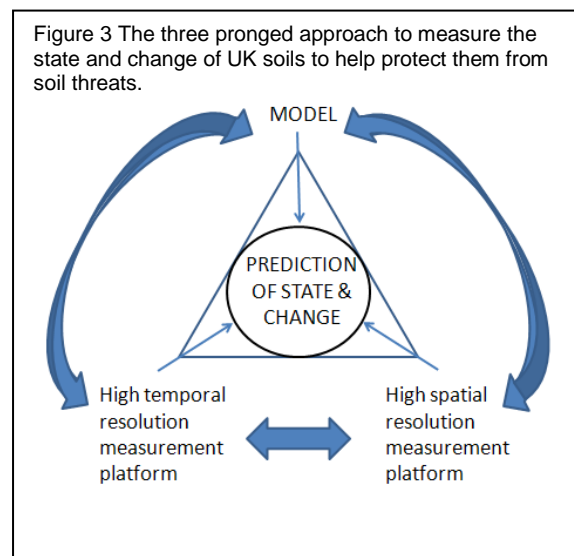 Figure 3 The three pronged approach to measure the
state and change of UK soils to help protect them from
soil threats.
MODEL
PREDICTION
OF STATE &
CHANGE
High temporal
resolution
measurement
platform
High spatial
resolution
measurement
platform